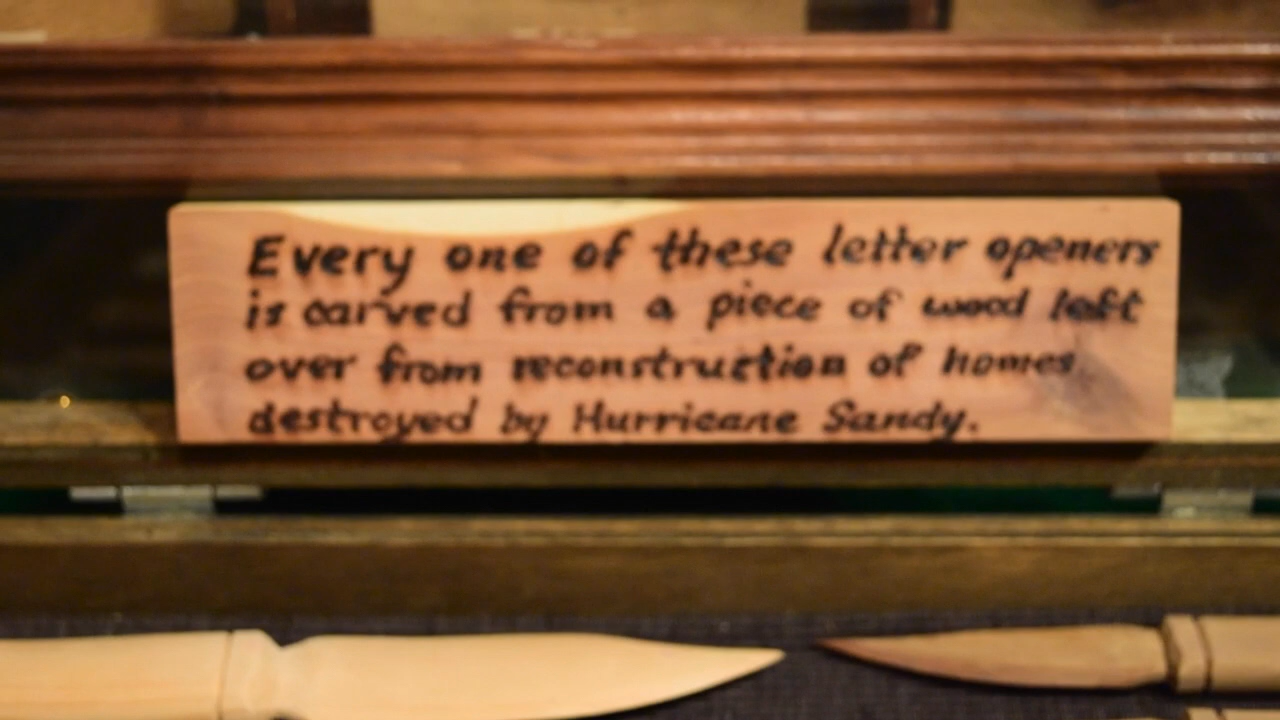 Every one of these letter openers
is carved from a piece of wood left
over from reconstruction of homes
destroyed by Hurricane Sandy.